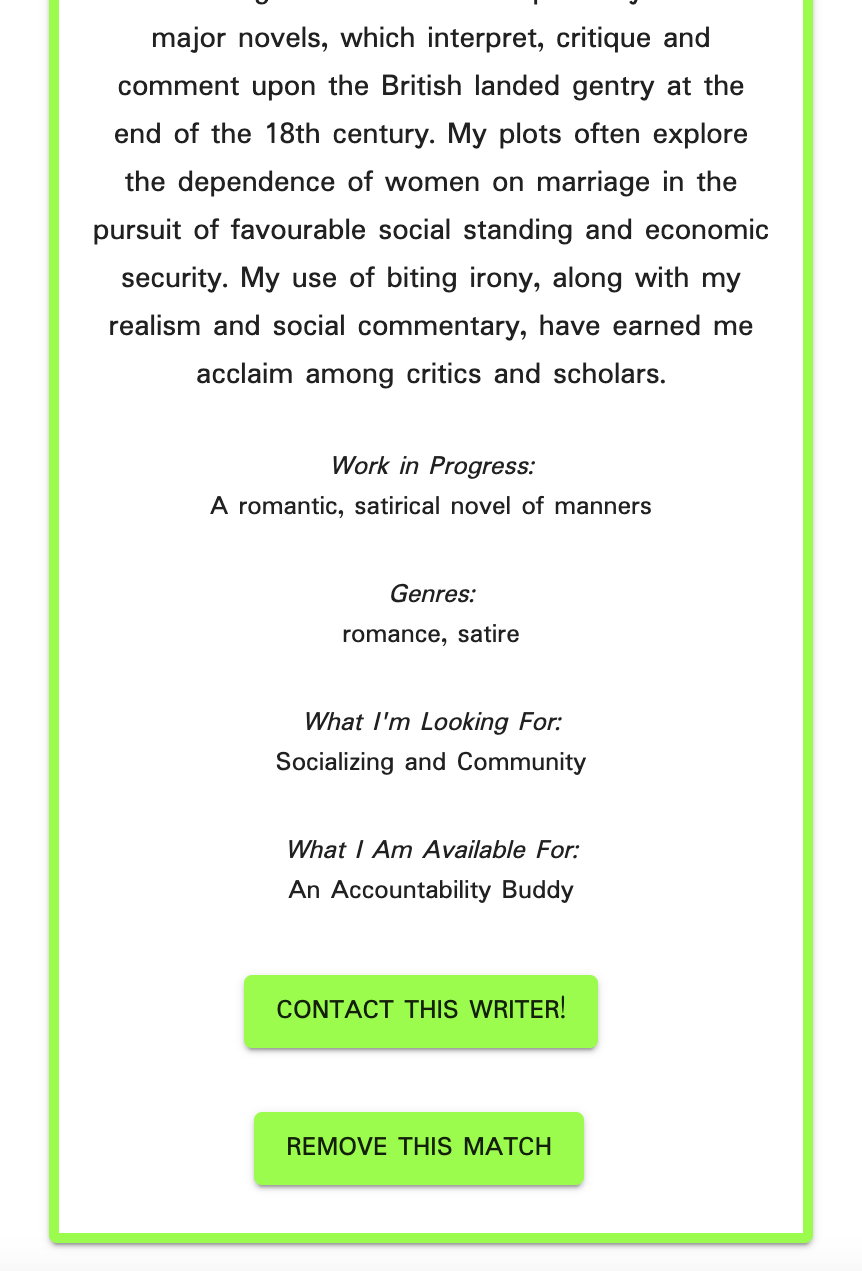 major novels, which interpret, critique and
comment upon the British landed gentry at the
end of the 18th century. My plots often explore
the dependence of women on marriage in the
pursuit of favourable social standing and economic
security. My use of biting irony, along with my
realism and social commentary, have earned me
acclaim among critics and scholars.
Work in Progress:
A romantic, satirical novel of manners
Genres:
romance, satire
What I'm Looking For:
Socializing and Community
What I Am Available For:
An Accountability Buddy
CONTACT THIS WRITER!
REMOVE THIS MATCH